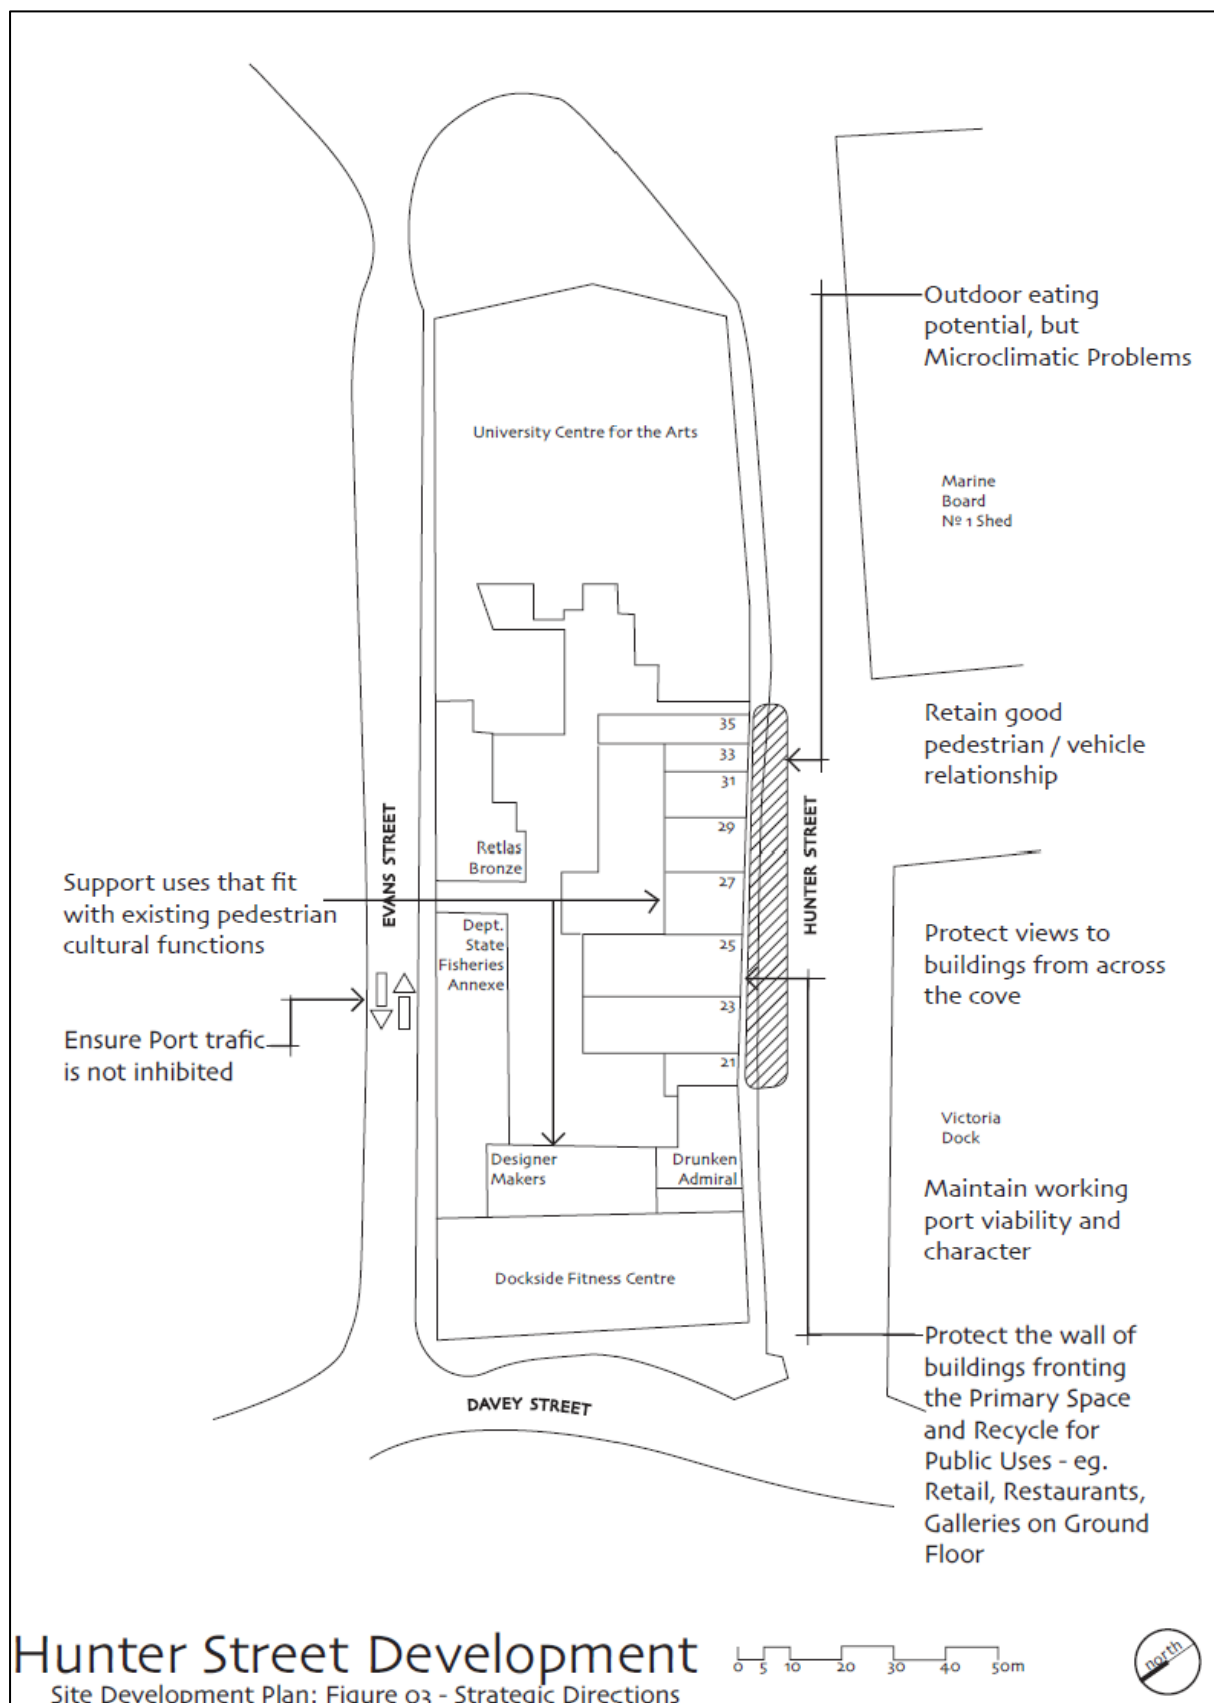 Outdoor eating
potential, but
Microclimatic Problems
University Centre for the Arts
Marine
Board
Nº 1 Shed
Retain good
pedestrian / vehicle
relationship
35
33
31
29
27
25
23
21
EVANS STREET
HUNTER STREET
Retlas
Bronze
Support uses that fit
with existing pedestrian
cultural functions
Dept.
State
Fisheries
Annexe
Protect views to
buildings from across
the cove
Ensure Port trafic
is not inhibited
Victoria
Dock
Designer
Makers
Drunken
Admiral
Maintain working
port viability and
character
Dockside Fitness Centre
Protect the wall of
buildings fronting
the Primary Space
and Recycle for
Public Uses - eg.
Retail, Restaurants,
Galleries on Ground
Floor
DAVEY STREET
Hunter Street Development
0 5 10 20 30 40 50m
north
Site Development Plan: Figure 03 - Strategic Directions